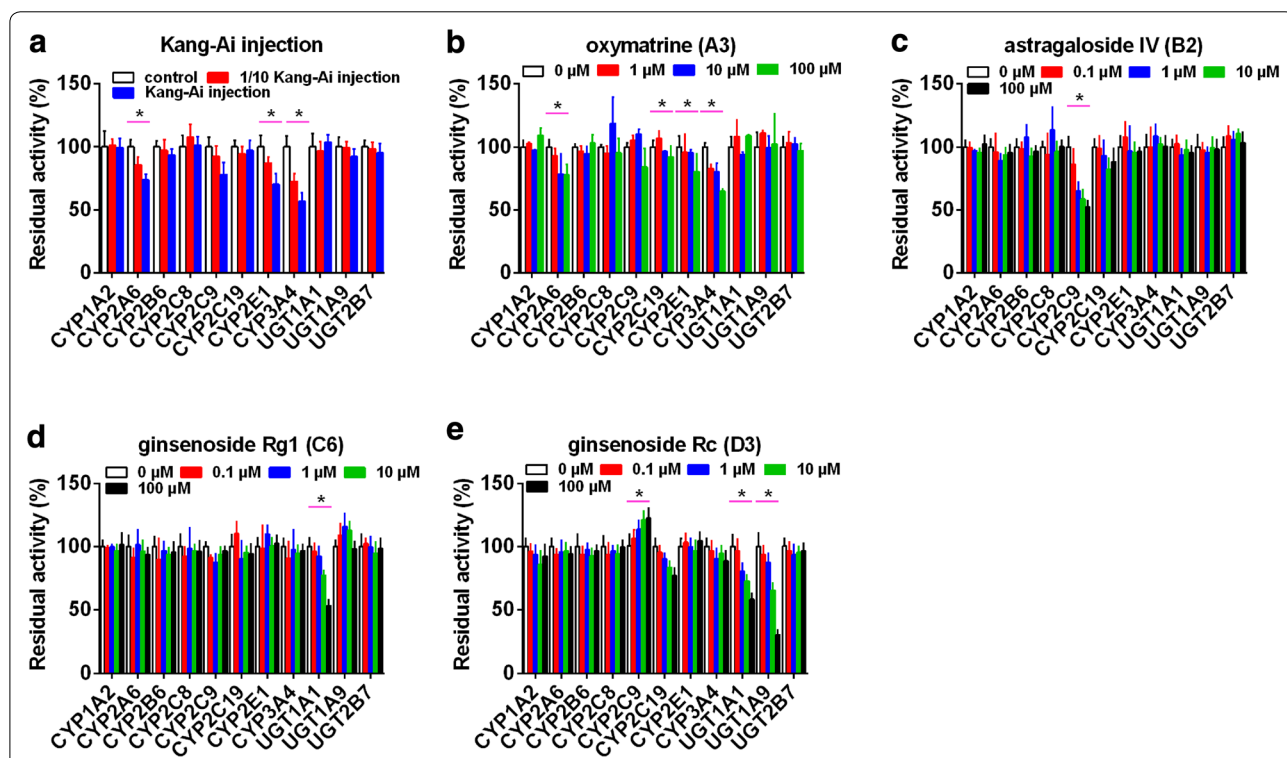 a
Kang-Ai injection
control 1/10 Kang-Ai injection
Kang-Ai injection
Residual activity (%)
150
100
50
0
CYP1A2
CYP2A6
CYP2B6
CYP2C8
CYP2C9
CYP2C19
CYP2E1
CYP3A4
UGT1A1
UGT1A9
UGT2B7
* * *
b
oxymatrine (A3)
0 µM 1 µM 10 µM 100 µM
Residual activity (%)
150
100
50
0
CYP1A2
CYP2A6
CYP2B6
CYP2C8
CYP2C9
CYP2C19
CYP2E1
CYP3A4
UGT1A1
UGT1A9
UGT2B7
* * * *
c
astragaloside IV (B2)
0 µM 0.1 µM 1 µM 10 µM
100 µM
Residual activity (%)
150
100
50
0
CYP1A2
CYP2A6
CYP2B6
CYP2C8
CYP2C9
CYP2C19
CYP2E1
CYP3A4
UGT1A1
UGT1A9
UGT2B7
*
d
ginsenoside Rg1 (C6)
0 µM 0.1 µM 1 µM 10 µM
100 µM
Residual activity (%)
150
100
50
0
CYP1A2
CYP2A6
CYP2B6
CYP2C8
CYP2C9
CYP2C19
CYP2E1
CYP3A4
UGT1A1
UGT1A9
UGT2B7
*
e
ginsenoside Rc (D3)
0 µM 0.1 µM 1 µM 10 µM
100 µM
Residual activity (%)
150
100
50
0
CYP1A2
CYP2A6
CYP2B6
CYP2C8
CYP2C9
CYP2C19
CYP2E1
CYP3A4
UGT1A1
UGT1A9
UGT2B7
* * *